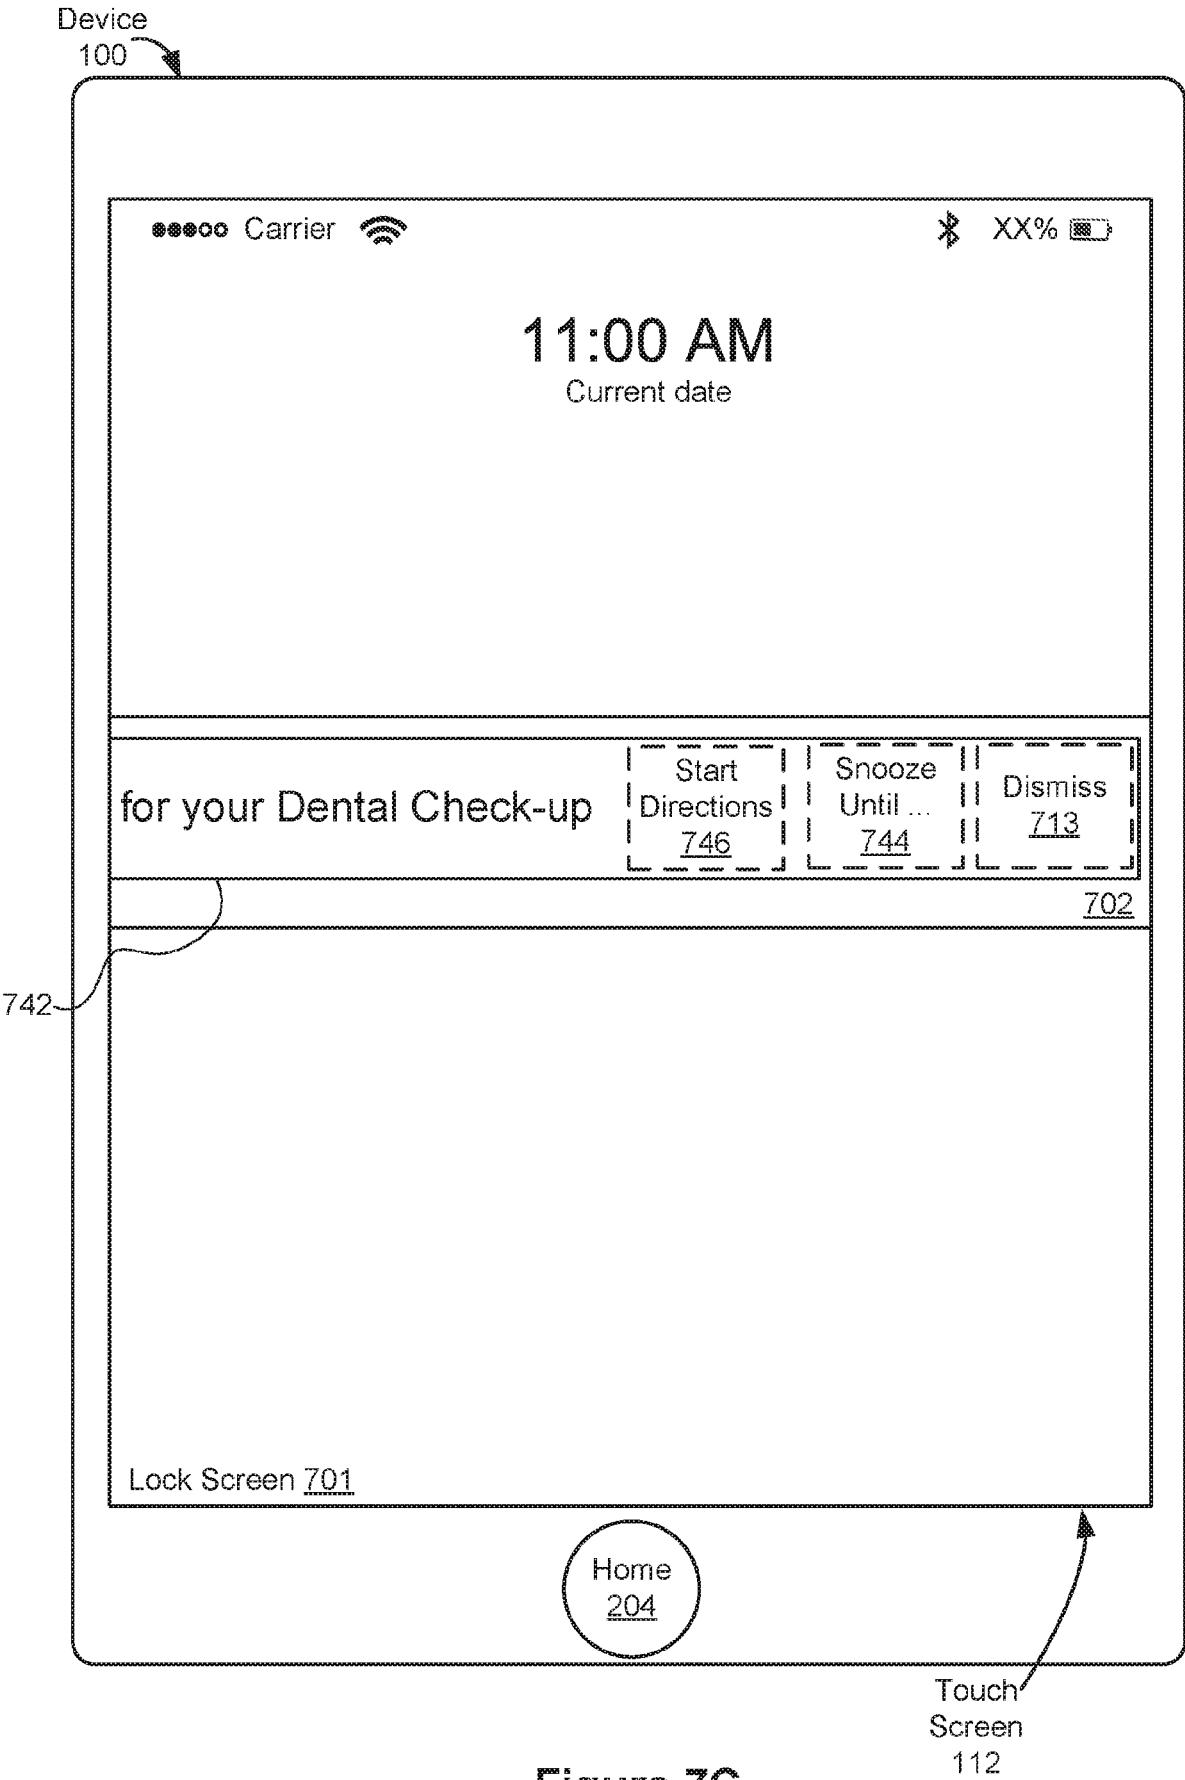 Device
100
Carrier
XX%
11:00 AM
Current date
for your Dental Check-up
Start
Directions
746
Snooze
Until ...
744
Dismiss
713
702
742
Lock Screen 701
Home
204
Touch
Screen
112